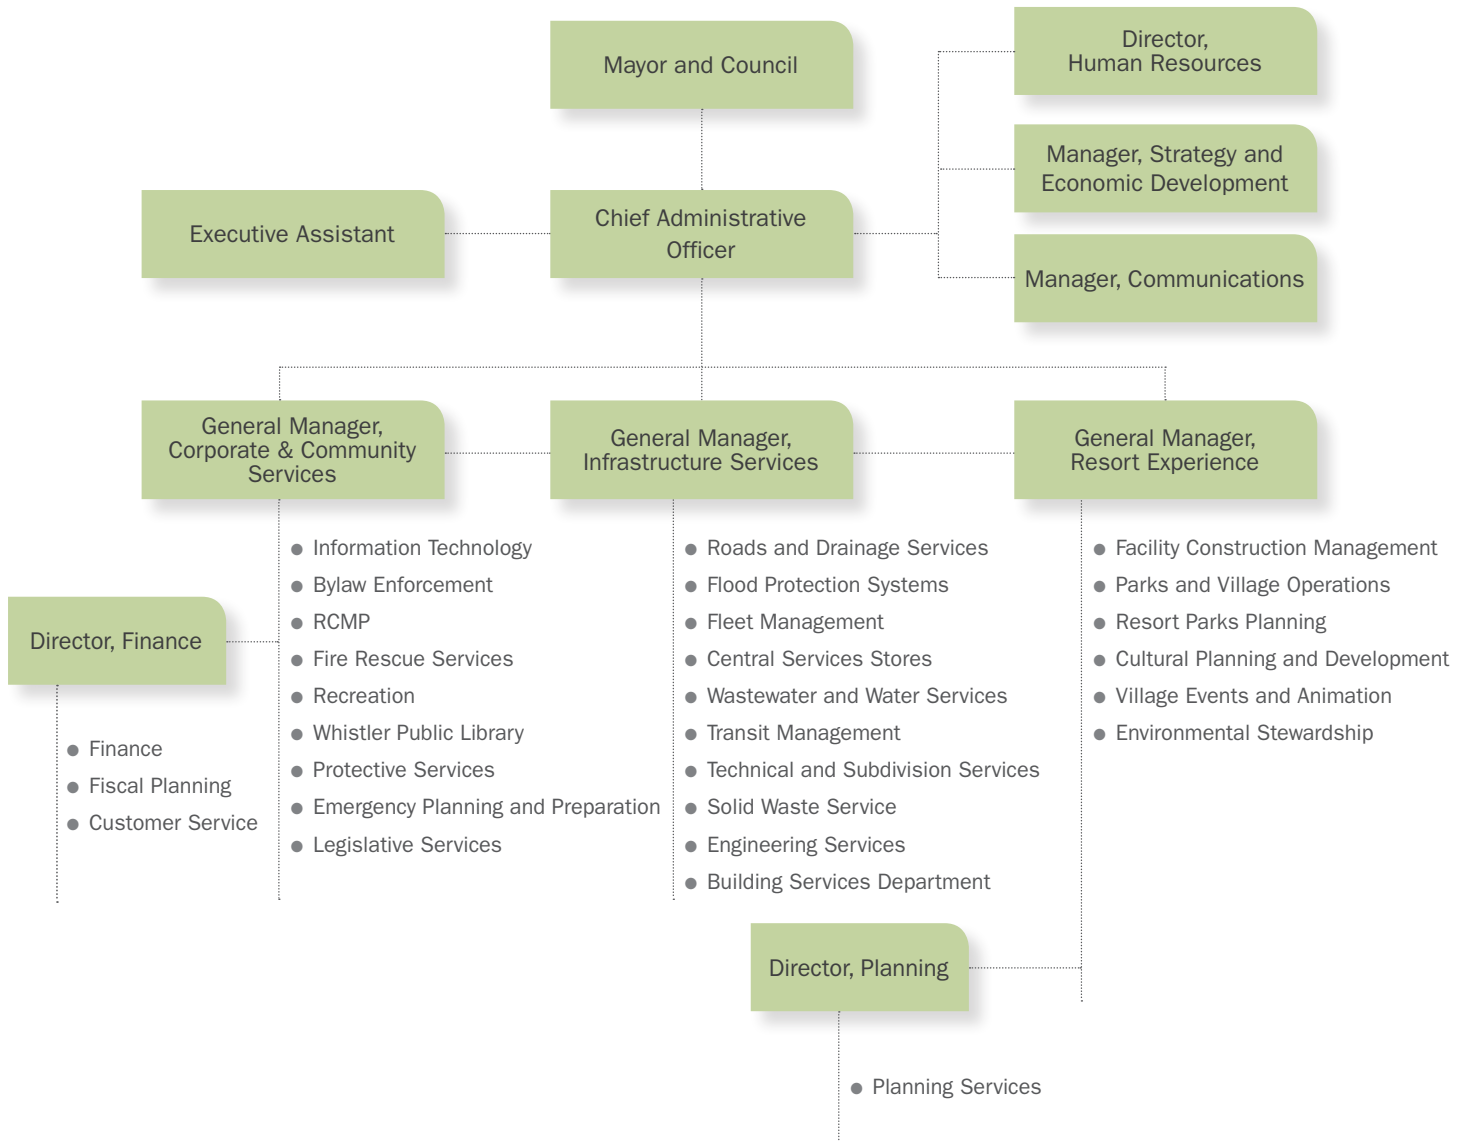 Mayor and Council
Director,
Human Resources
Manager, Strategy and
Economic Development
Executive Assistant
Chief Administrative
Officer
Manager, Communications
General Manager,
Corporate & Community
Services
General Manager,
Infrastructure Services
General Manager,
Resort Experience
Information Technology
Bylaw Enforcement
RCMP
Fire Rescue Services
Recreation
Whistler Public Library
Protective Services
Emergency Planning and Preparation
Legislative Services
Director, Finance
Finance
Fiscal Planning
Customer Service
Roads and Drainage Services
Flood Protection Systems
Fleet Management
Central Services Stores
Wastewater and Water Services
Transit Management
Technical and Subdivision Services
Solid Waste Service
Engineering Services
Building Services Department
Facility Construction Management
Parks and Village Operations
Resort Parks Planning
Cultural Planning and Development
Village Events and Animation
Environmental Stewardship
Director, Planning
Planning Services